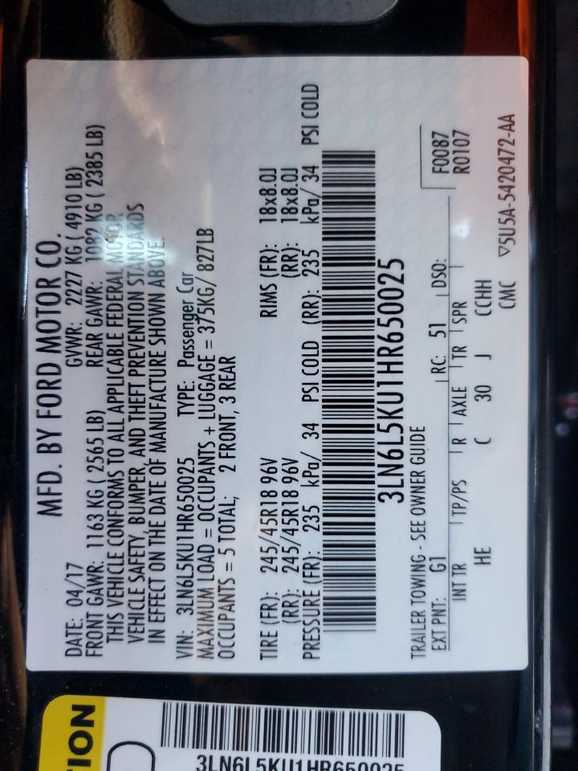 MFD. BY FORD MOTOR CO.
DATE: 04/17 GVWR: 2227 KG ( 4910 LB)
FRONT GAWR: 1163 KG ( 2565 LB) REAR GAWR: 1082 KG ( 2385 LB)
THIS VEHICLE CONFORMS TO ALL APPLICABLE FEDERAL MOTOR
VEHICLE SAFETY, BUMPER, AND THEFT PREVENTION STANDARDS
IN EFFECT ON THE DATE OF MANUFACTURE SHOWN ABOVE.
VIN: 3LN6L5KU1HR650025 TYPE: Passenger Car
MAXIMUM LOAD = OCCUPANTS + LUGGAGE = 375KG/ 827LB
OCCUPANTS = 5 TOTAL; 2 FRONT, 3 REAR
TIRE (FR): 245/45R18 96V RIMS (FR): 18x8.0J
(RR): 245/45R18 96V (RR): 18x8.0J
PRESSURE (FR): 235 kPa/ 34 PSI COLD (RR): 235 kPa/ 34 PSI COLD
3LN6L5KU1HR650025
TRAILER TOWING - SEE OWNER GUIDE
EXT PNT: G1 RC: 51 DSO: F0087
R0107
INT TR TP/PS R AXLE TR SPR
HE C 30 J CCHH
CMC ▽5U5A-5420472-AA
TION
3LN6L5KU1HR650025